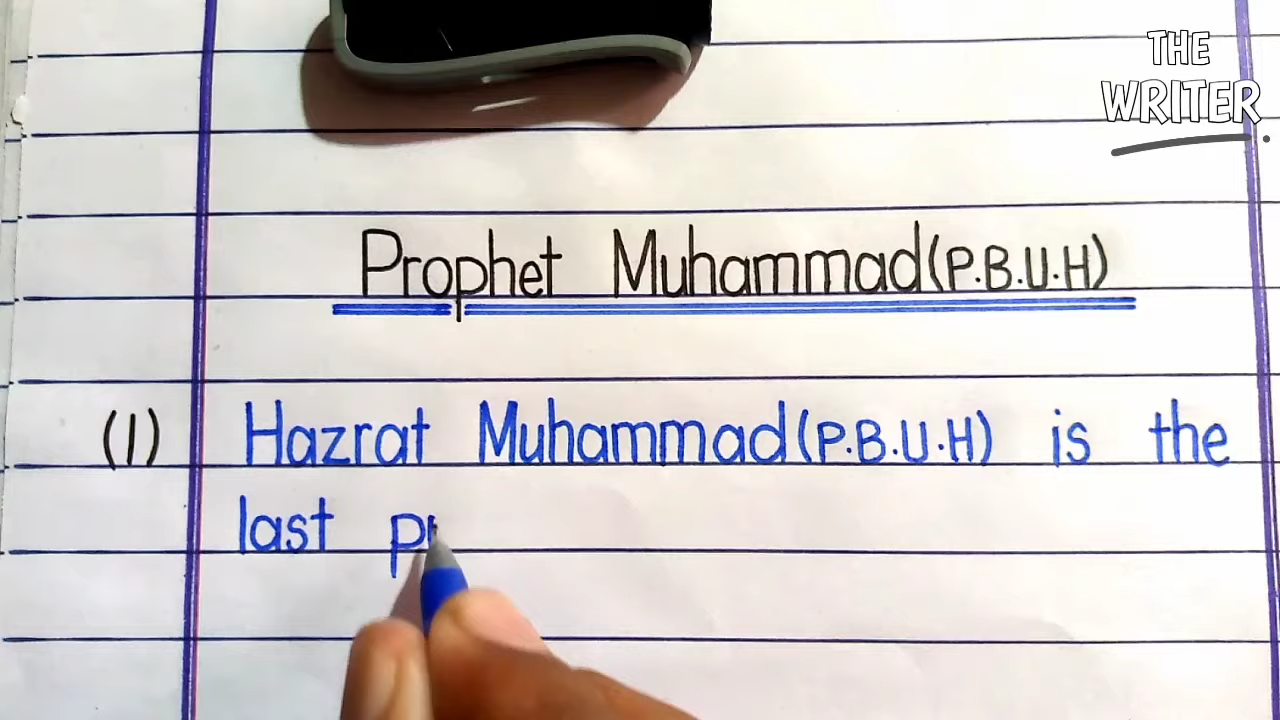 THE
WRITER
Prophet Muhammad(P.B.U.H)
(1) Hazrat Muhammad(P.B.U.H) is the
last p